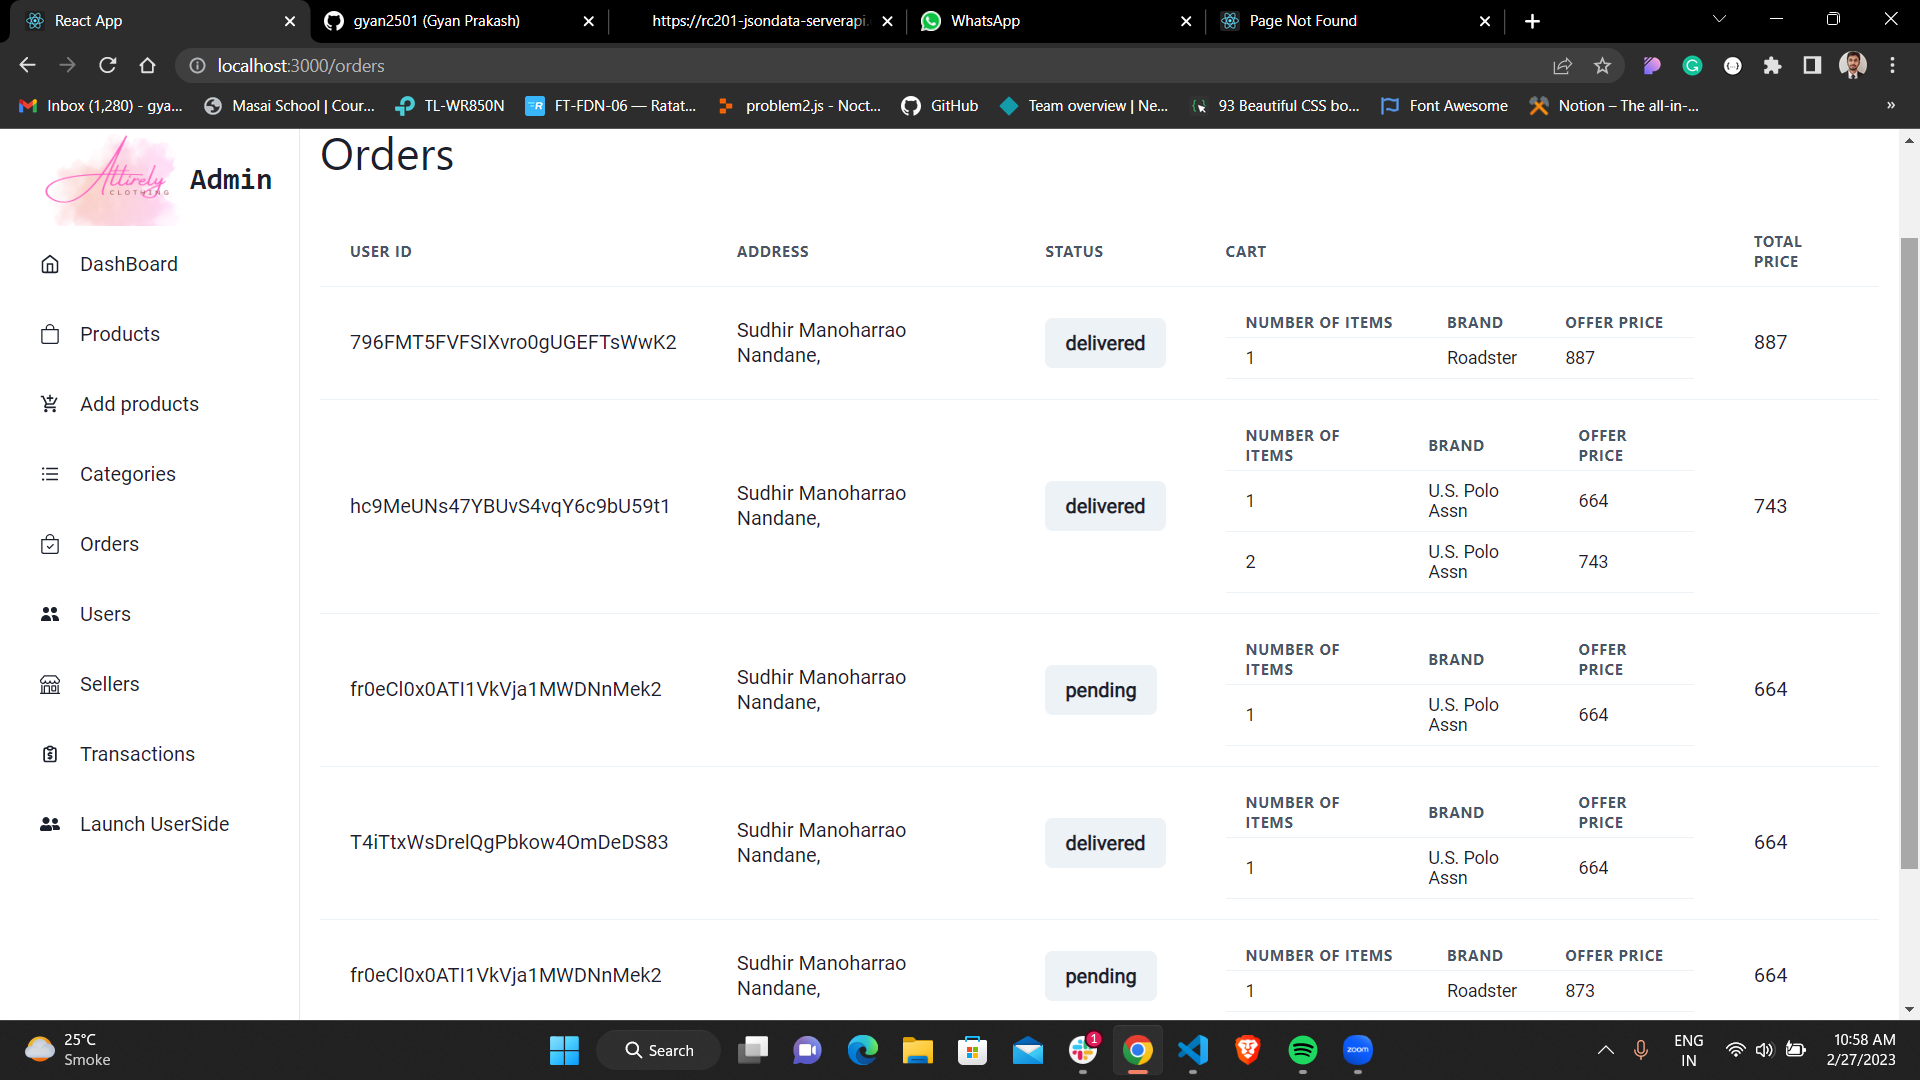 React App
gyan2501 (Gyan Prakash)
https://rc201-jsondata-serverapi.
WhatsApp
Page Not Found
localhost:3000/orders
Inbox (1,280) - gya...
Masai School | Cour...
TL-WR850N
FT-FDN-06 — Ratat...
problem2.js - Noct...
GitHub
Team overview | Ne...
93 Beautiful CSS bo...
Font Awesome
Notion – The all-in-...
»
Attirely
CLOTHING
Admin
DashBoard
Products
Add products
Categories
Orders
Users
Sellers
Transactions
Launch UserSide
Orders
USER ID
ADDRESS
STATUS
CART
TOTAL
PRICE
796FMT5FVFSIXvro0gUGEFTsWwK2
Sudhir Manoharrao
Nandane,
delivered
NUMBER OF ITEMS
BRAND
OFFER PRICE
1
Roadster
887
887
hc9MeUNs47YBUvS4vqY6c9bU59t1
Sudhir Manoharrao
Nandane,
delivered
NUMBER OF
ITEMS
BRAND
OFFER
PRICE
1
U.S. Polo
Assn
664
2
U.S. Polo
Assn
743
743
fr0eCl0x0ATI1VkVja1MWDNnMek2
Sudhir Manoharrao
Nandane,
pending
NUMBER OF
ITEMS
BRAND
OFFER
PRICE
1
U.S. Polo
Assn
664
664
T4iTtxWsDrelQgPbkow4OmDeDS83
Sudhir Manoharrao
Nandane,
delivered
NUMBER OF
ITEMS
BRAND
OFFER
PRICE
1
U.S. Polo
Assn
664
664
fr0eCl0x0ATI1VkVja1MWDNnMek2
Sudhir Manoharrao
Nandane,
pending
NUMBER OF ITEMS
BRAND
OFFER PRICE
1
Roadster
873
664
25°C
Smoke
Search
1
zoom
ENG
IN
10:58 AM
2/27/2023